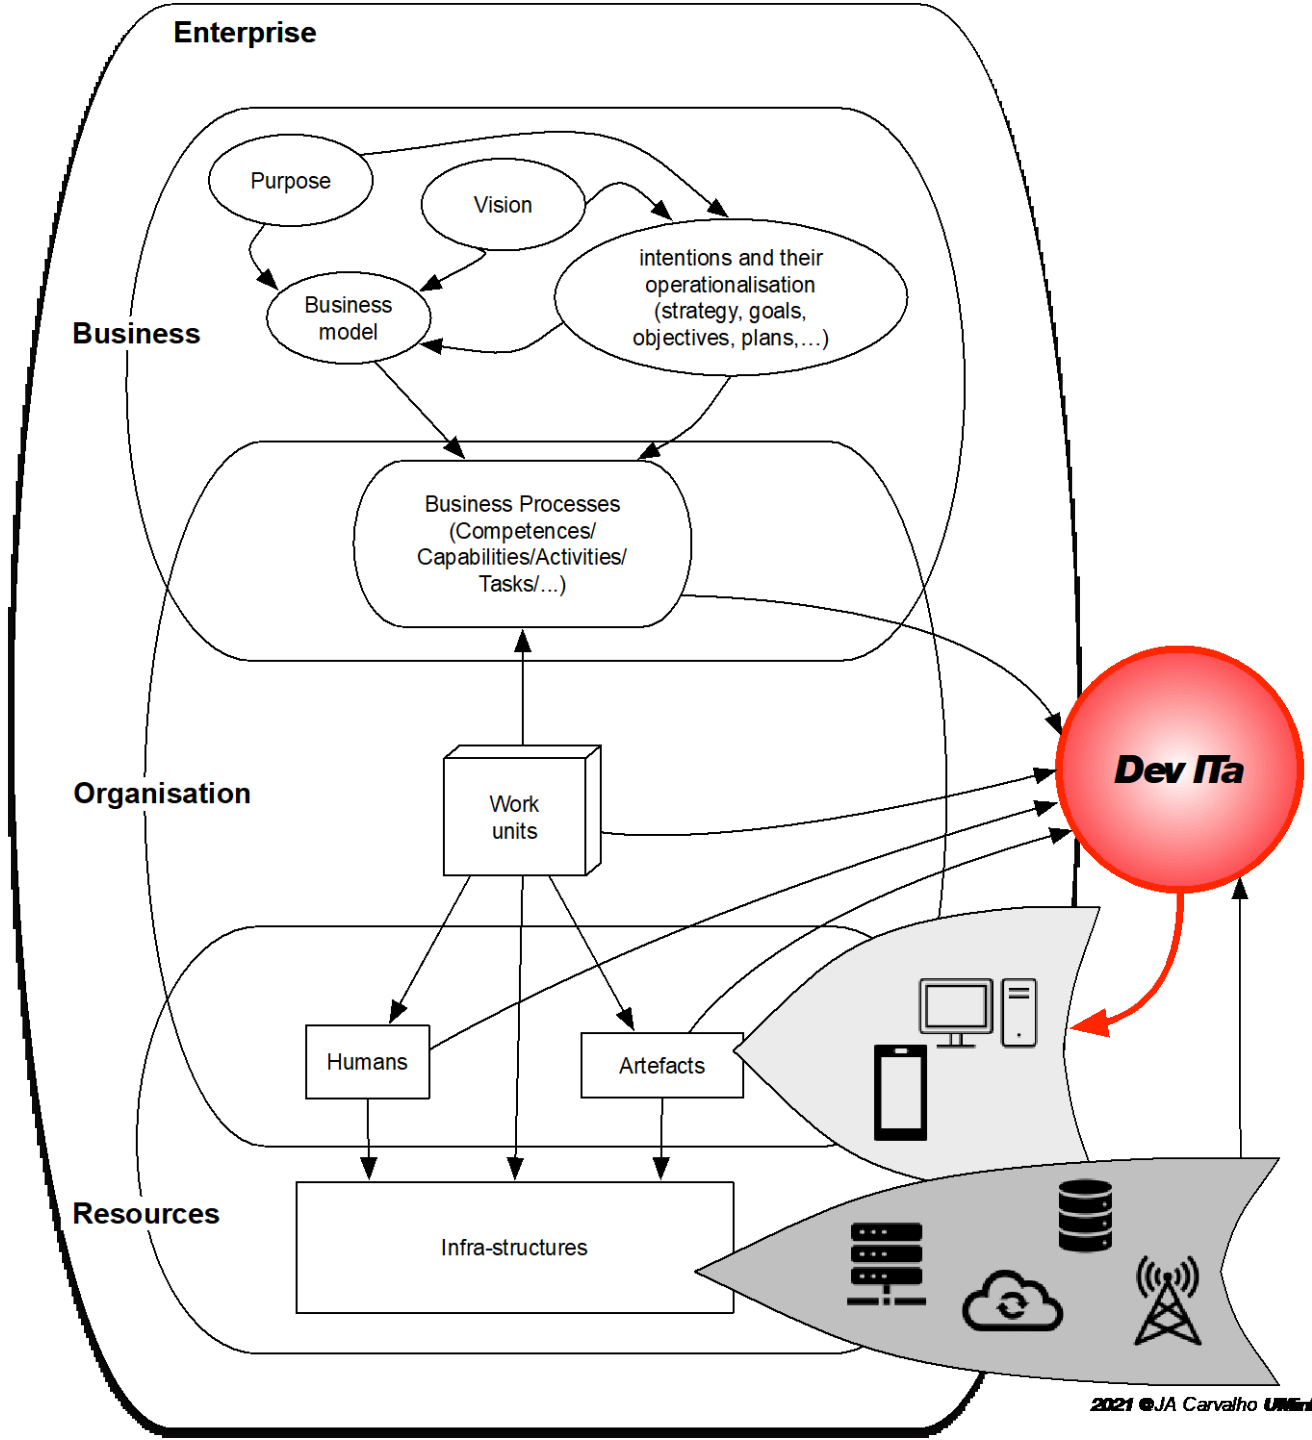 Enterprise
Purpose
Vision
intentions and their
operationalisation
(strategy, goals,
objectives, plans,...)
Business
model
Business
Business Processes
(Competences/
Capabilities/Activities/
Tasks/...)
Dev ITa
Organisation
Work
units
Humans
Artefacts
Resources
Infra-structures
2021 @JA Carvalho